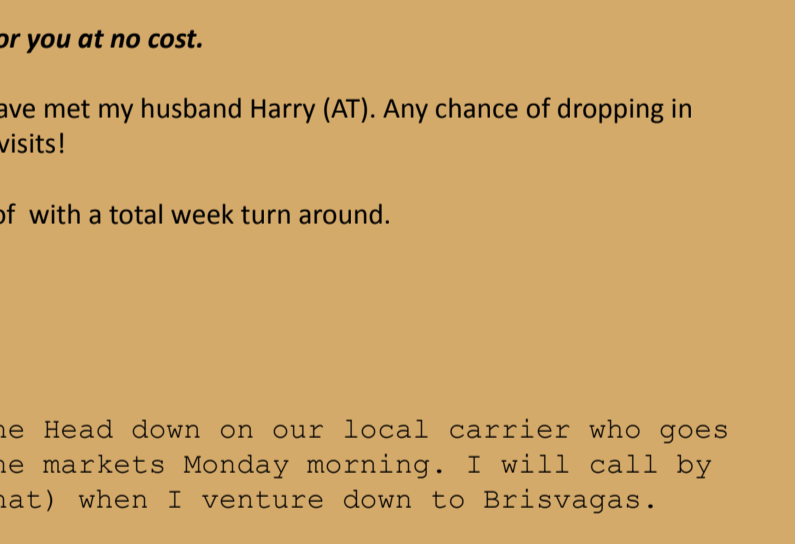 or you at no cost.
ave met my husband Harry (AT). Any chance of dropping in
visits!
of  with a total week turn around.
he Head down on our local carrier who goes
he markets Monday morning. I will call by
hat) when I venture down to Brisvagas.